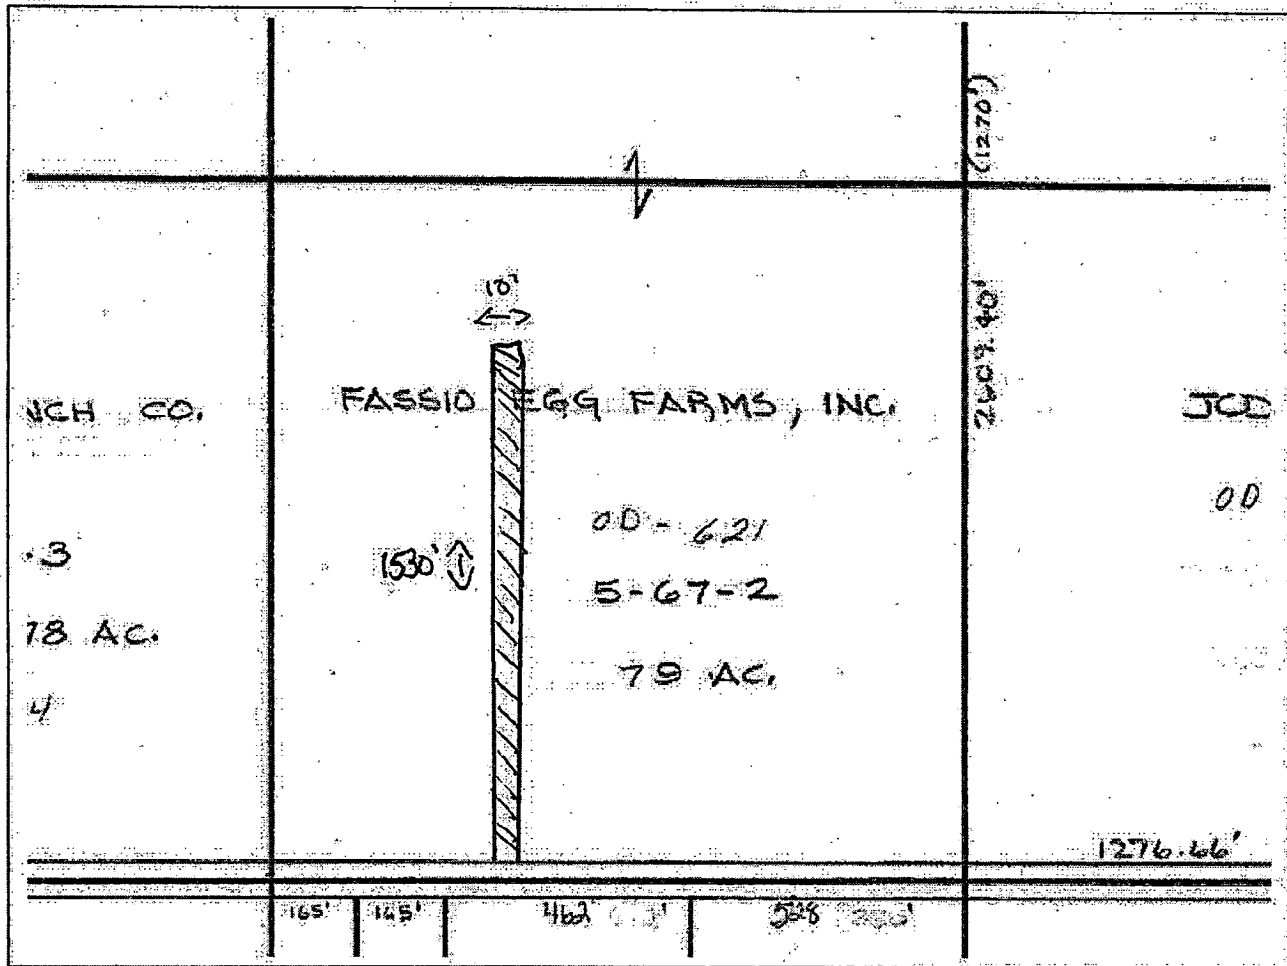 (1270')
10'
2609.40'
NCH CO.
FASSIO EGG FARMS, INC.
JCD
OD
OD - 621
.3
1530'
5-67-2
78 AC.
79 AC.
4
1276.66'
165'
165'
462
528